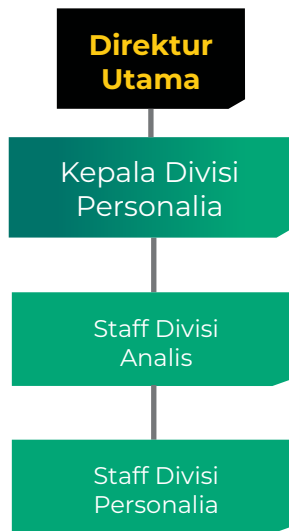 Direktur
Utama
Kepala Divisi
Personalia
Staff Divisi
Analis
Staff Divisi
Personalia